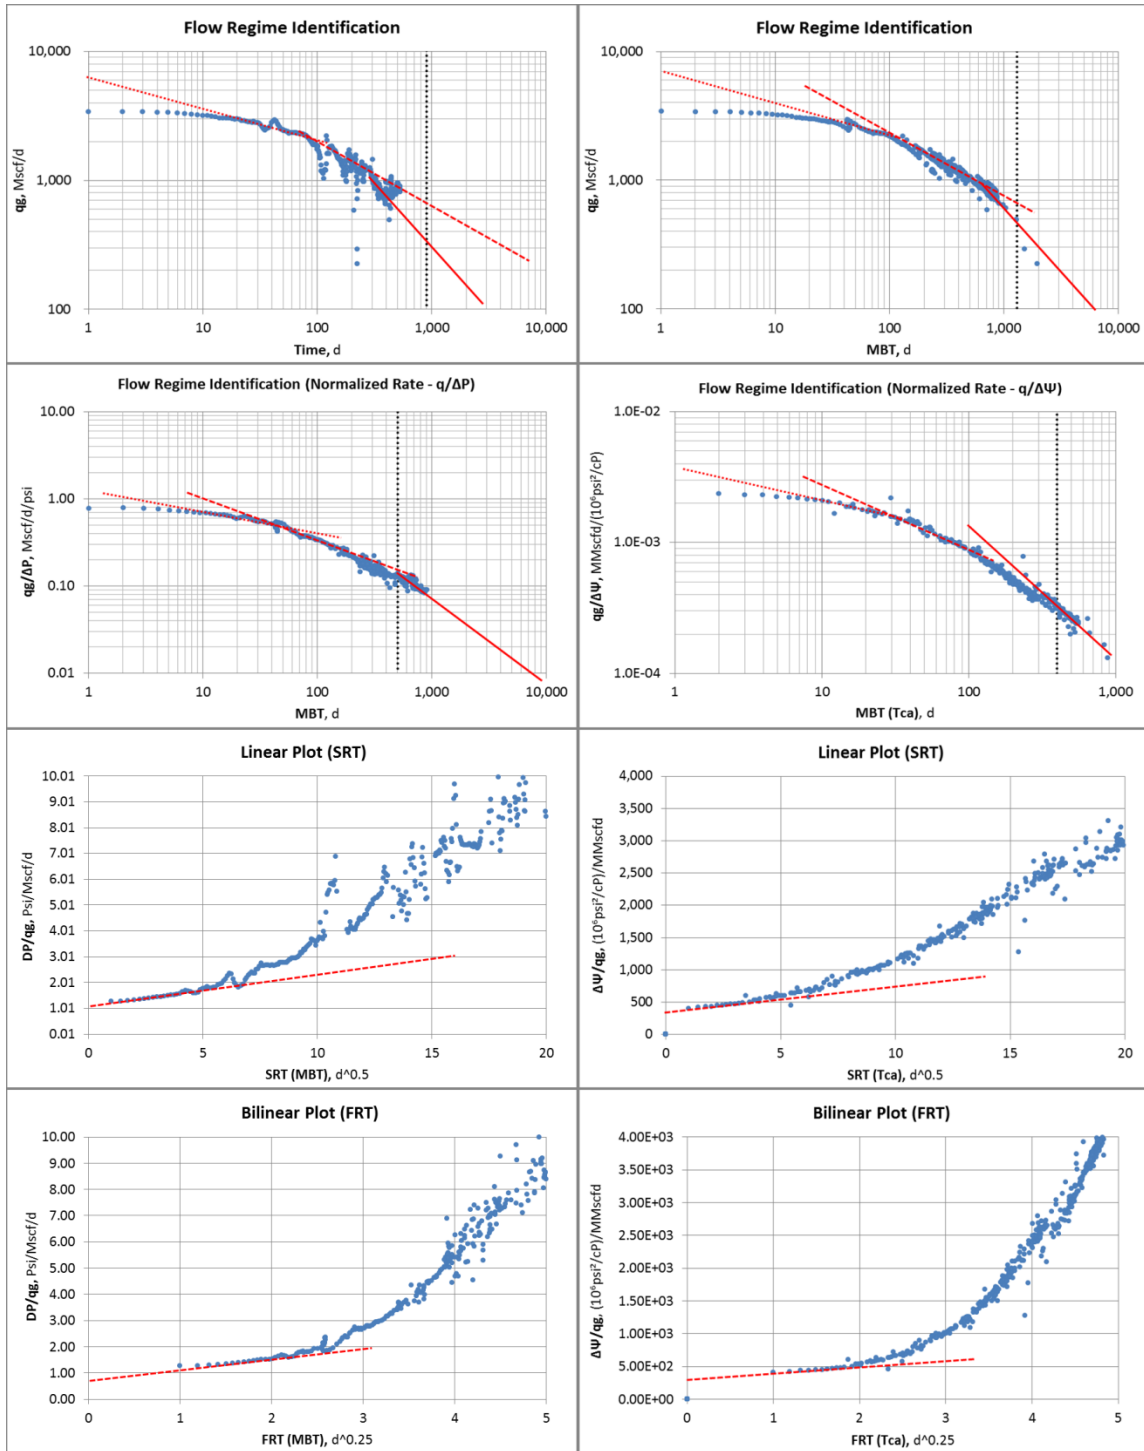 Flow Regime Identification
10,000
1,000
100
qg, Mscf/d
1 10 100 1,000 10,000
Time, d
Flow Regime Identification
10,000
1,000
100
qg, Mscf/d
1 10 100 1,000 10,000
MBT, d
Flow Regime Identification (Normalized Rate - q/ΔP)
10.00
1.00
0.10
0.01
qg/ΔP, Mscf/d/psi
1 10 100 1,000 10,000
MBT, d
Flow Regime Identification (Normalized Rate - q/ΔΨ)
1.0E-02
1.0E-03
1.0E-04
qg/ΔΨ, MMscfd/(10⁶psi²/cP)
1 10 100 1,000
MBT (Tca), d
Linear Plot (SRT)
10.01
9.01
8.01
7.01
6.01
5.01
4.01
3.01
2.01
1.01
0.01
DP/qg, Psi/Mscf/d
0 5 10 15 20
SRT (MBT), d^0.5
Linear Plot (SRT)
4,000
3,500
3,000
2,500
2,000
1,500
1,000
500
0
ΔΨ/qg, (10⁶psi²/cP)/MMscfd
0 5 10 15 20
SRT (Tca), d^0.5
Bilinear Plot (FRT)
10.00
9.00
8.00
7.00
6.00
5.00
4.00
3.00
2.00
1.00
0.00
DP/qg, Psi/Mscf/d
0 1 2 3 4 5
FRT (MBT), d^0.25
Bilinear Plot (FRT)
4.00E+03
3.50E+03
3.00E+03
2.50E+03
2.00E+03
1.50E+03
1.00E+03
5.00E+02
0.00E+00
ΔΨ/qg, (10⁶psi²/cP)/MMscfd
0 1 2 3 4 5
FRT (Tca), d^0.25